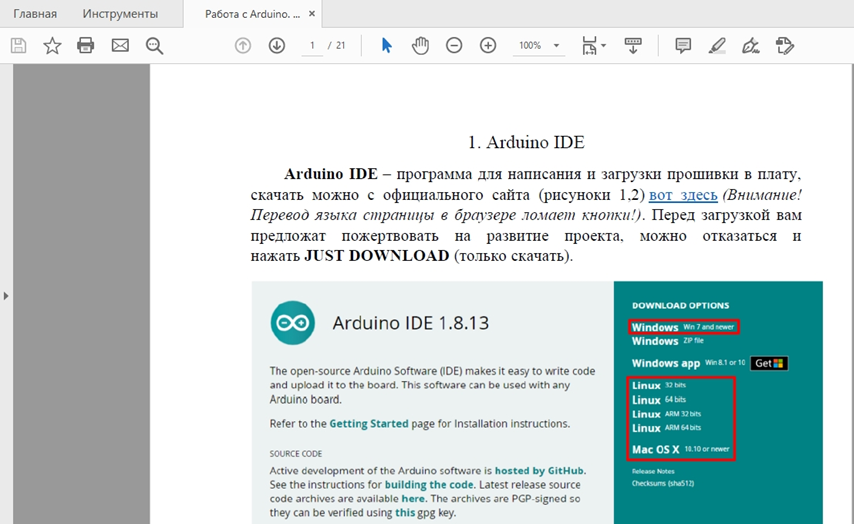 Главная Инструменты Работа с Arduino. ... ×
1 / 21 100%
1. Arduino IDE
Arduino IDE – программа для написания и загрузки прошивки в плату,
скачать можно с официального сайта (рисуноки 1,2) вот здесь (Внимание!
Перевод языка страницы в браузере ломает кнопки!). Перед загрузкой вам
предложат пожертвовать на развитие проекта, можно отказаться и
нажать JUST DOWNLOAD (только скачать).
Arduino IDE 1.8.13
The open-source Arduino Software (IDE) makes it easy to write code
and upload it to the board. This software can be used with any
Arduino board.
Refer to the Getting Started page for Installation instructions.
SOURCE CODE
Active development of the Arduino software is hosted by GitHub.
See the instructions for building the code. Latest release source
code archives are available here. The archives are PGP-signed so
they can be verified using this gpg key.
DOWNLOAD OPTIONS
Windows Win 7 and newer
Windows ZIP file
Windows app Win 8.1 or 10 Get
Linux 32 bits
Linux 64 bits
Linux ARM 32 bits
Linux ARM 64 bits
Mac OS X 10.10 or newer
Release Notes
Checksums (sha512)